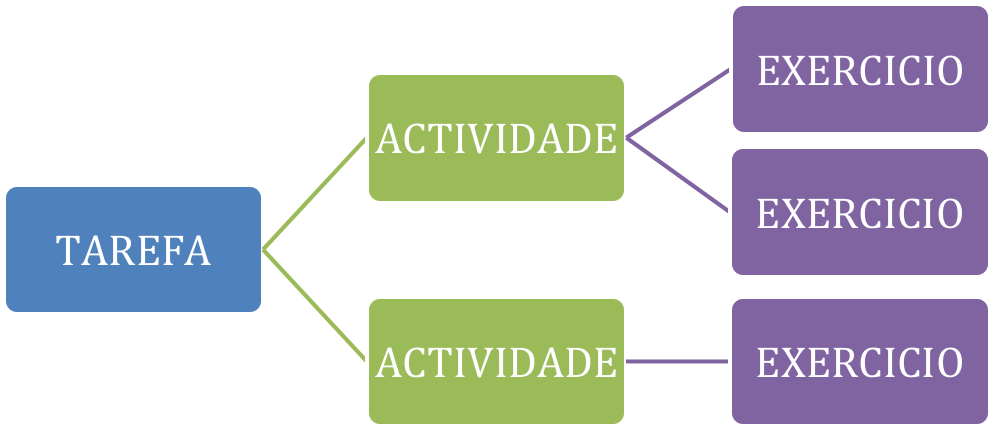 TAREFA
ACTIVIDADE
EXERCICIO
EXERCICIO
ACTIVIDADE
EXERCICIO